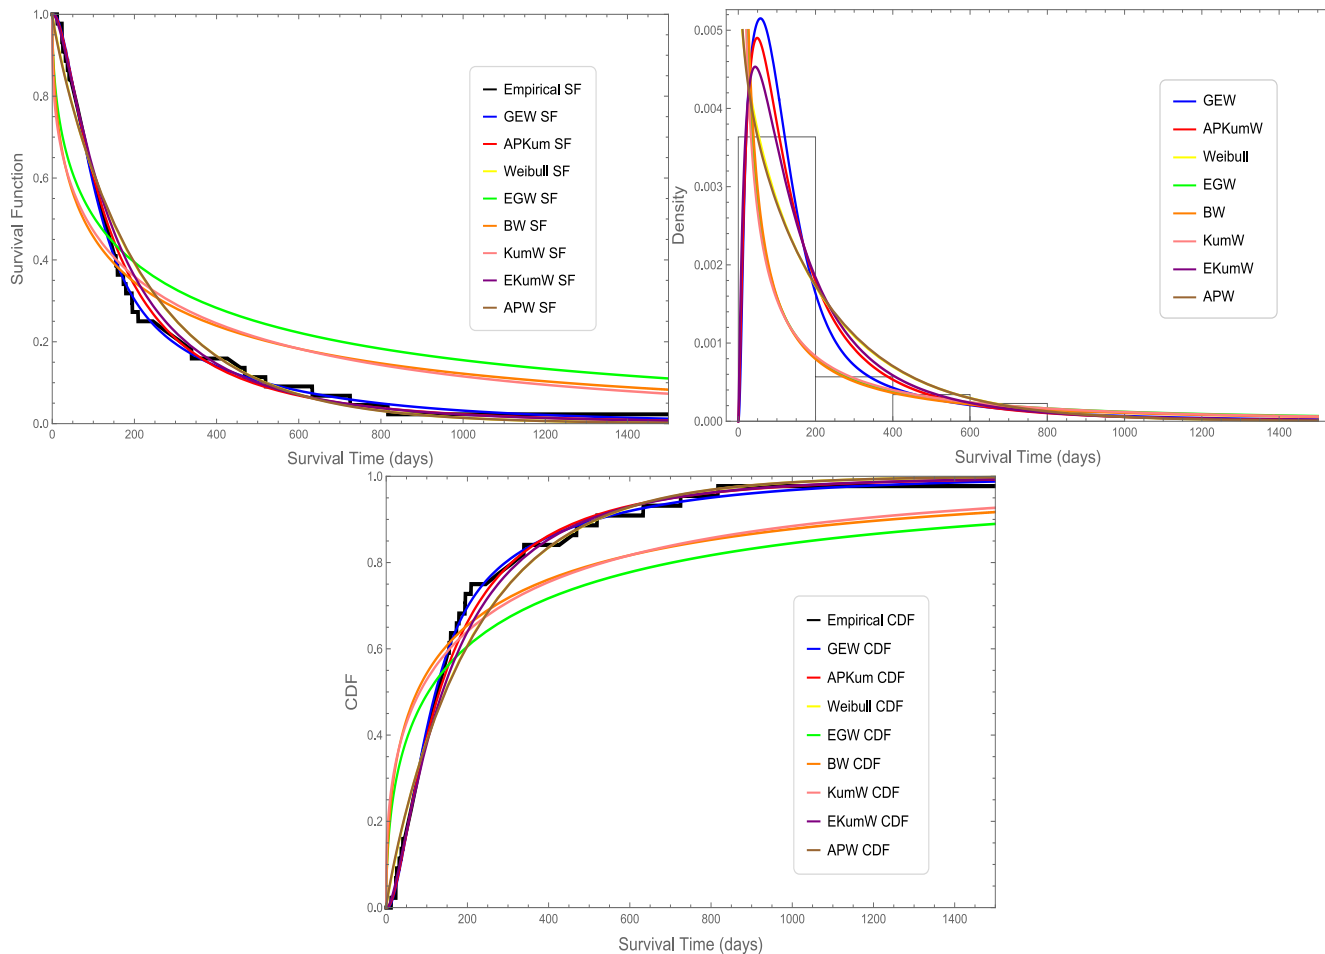 1.0
0.8
0.6
0.4
0.2
0.0
Survival Function
0
200
400
600
800
1000
1200
1400
Survival Time (days)
Empirical SF
GEW SF
APKum SF
Weibull SF
EGW SF
BW SF
KumW SF
EKumW SF
APW SF
0.005
0.004
0.003
0.002
0.001
0.000
Density
0
200
400
600
800
1000
1200
1400
Survival Time (days)
GEW
APKumW
Weibull
EGW
BW
KumW
EKumW
APW
1.0
0.8
0.6
0.4
0.2
0.0
CDF
0
200
400
600
800
1000
1200
1400
Survival Time (days)
Empirical CDF
GEW CDF
APKum CDF
Weibull CDF
EGW CDF
BW CDF
KumW CDF
EKumW CDF
APW CDF